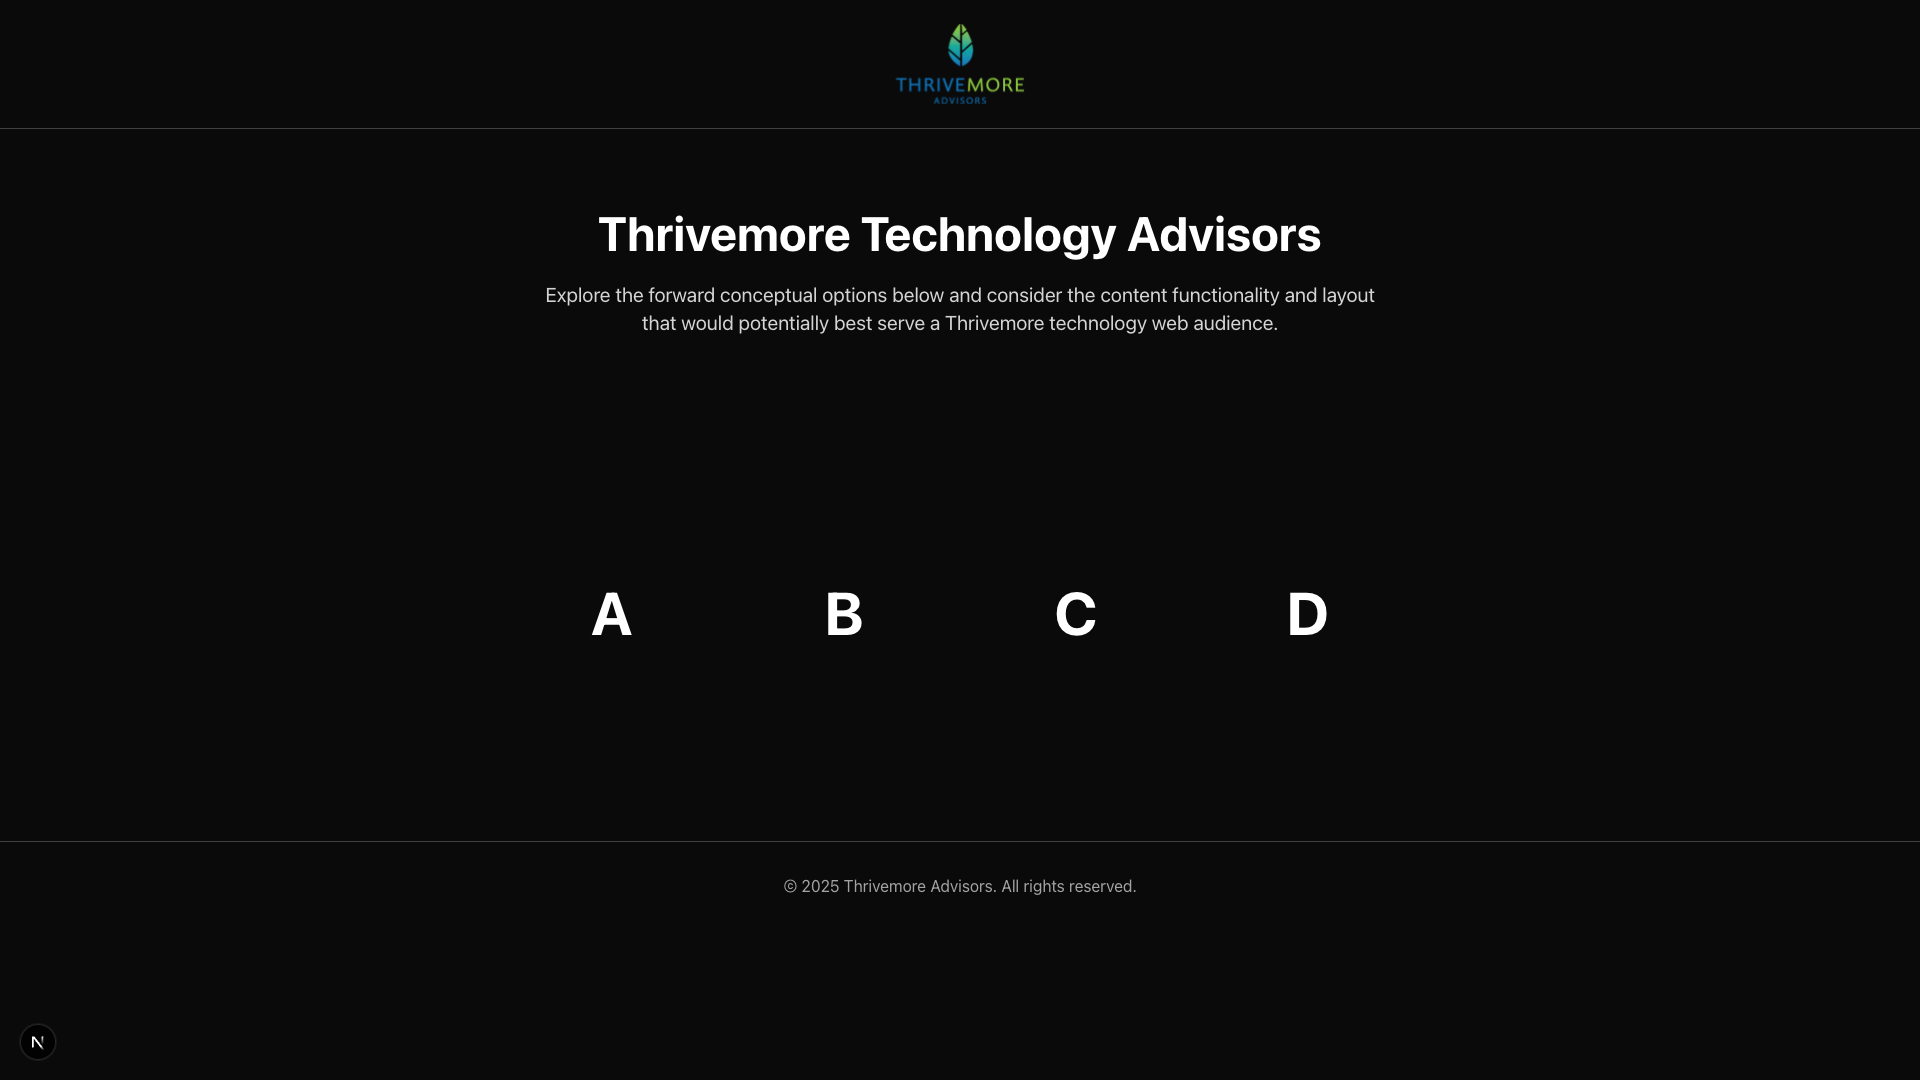 THRIVEMORE
ADVISORS
Thrivemore Technology Advisors
Explore the forward conceptual options below and consider the content functionality and layout
that would potentially best serve a Thrivemore technology web audience.
A B C D
© 2025 Thrivemore Advisors. All rights reserved.
N